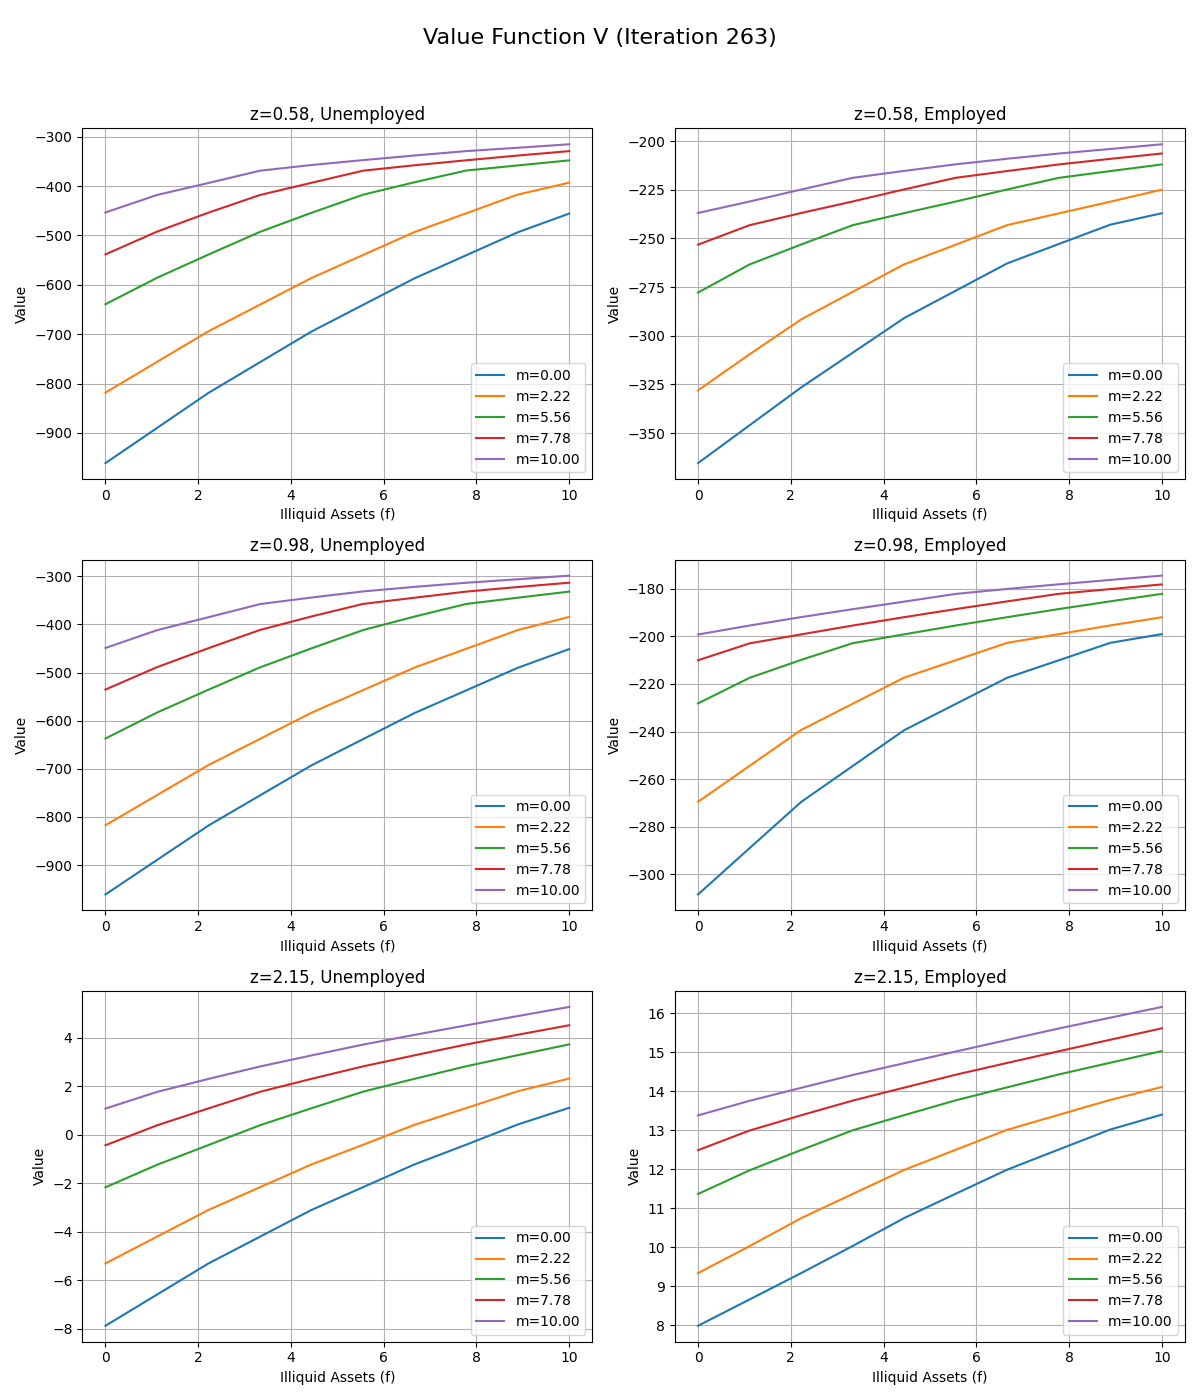 Value Function V (Iteration 263)
z=0.58, Unemployed
−300
−400
−500
−600
−700
−800
−900
Value
0 2 4 6 8 10
Illiquid Assets (f)
m=0.00
m=2.22
m=5.56
m=7.78
m=10.00
z=0.58, Employed
−200
−225
−250
−275
−300
−325
−350
Value
0 2 4 6 8 10
Illiquid Assets (f)
m=0.00
m=2.22
m=5.56
m=7.78
m=10.00
z=0.98, Unemployed
−300
−400
−500
−600
−700
−800
−900
Value
0 2 4 6 8 10
Illiquid Assets (f)
m=0.00
m=2.22
m=5.56
m=7.78
m=10.00
z=0.98, Employed
−180
−200
−220
−240
−260
−280
−300
Value
0 2 4 6 8 10
Illiquid Assets (f)
m=0.00
m=2.22
m=5.56
m=7.78
m=10.00
z=2.15, Unemployed
4
2
0
−2
−4
−6
−8
Value
0 2 4 6 8 10
Illiquid Assets (f)
m=0.00
m=2.22
m=5.56
m=7.78
m=10.00
z=2.15, Employed
16
15
14
13
12
11
10
9
8
Value
0 2 4 6 8 10
Illiquid Assets (f)
m=0.00
m=2.22
m=5.56
m=7.78
m=10.00